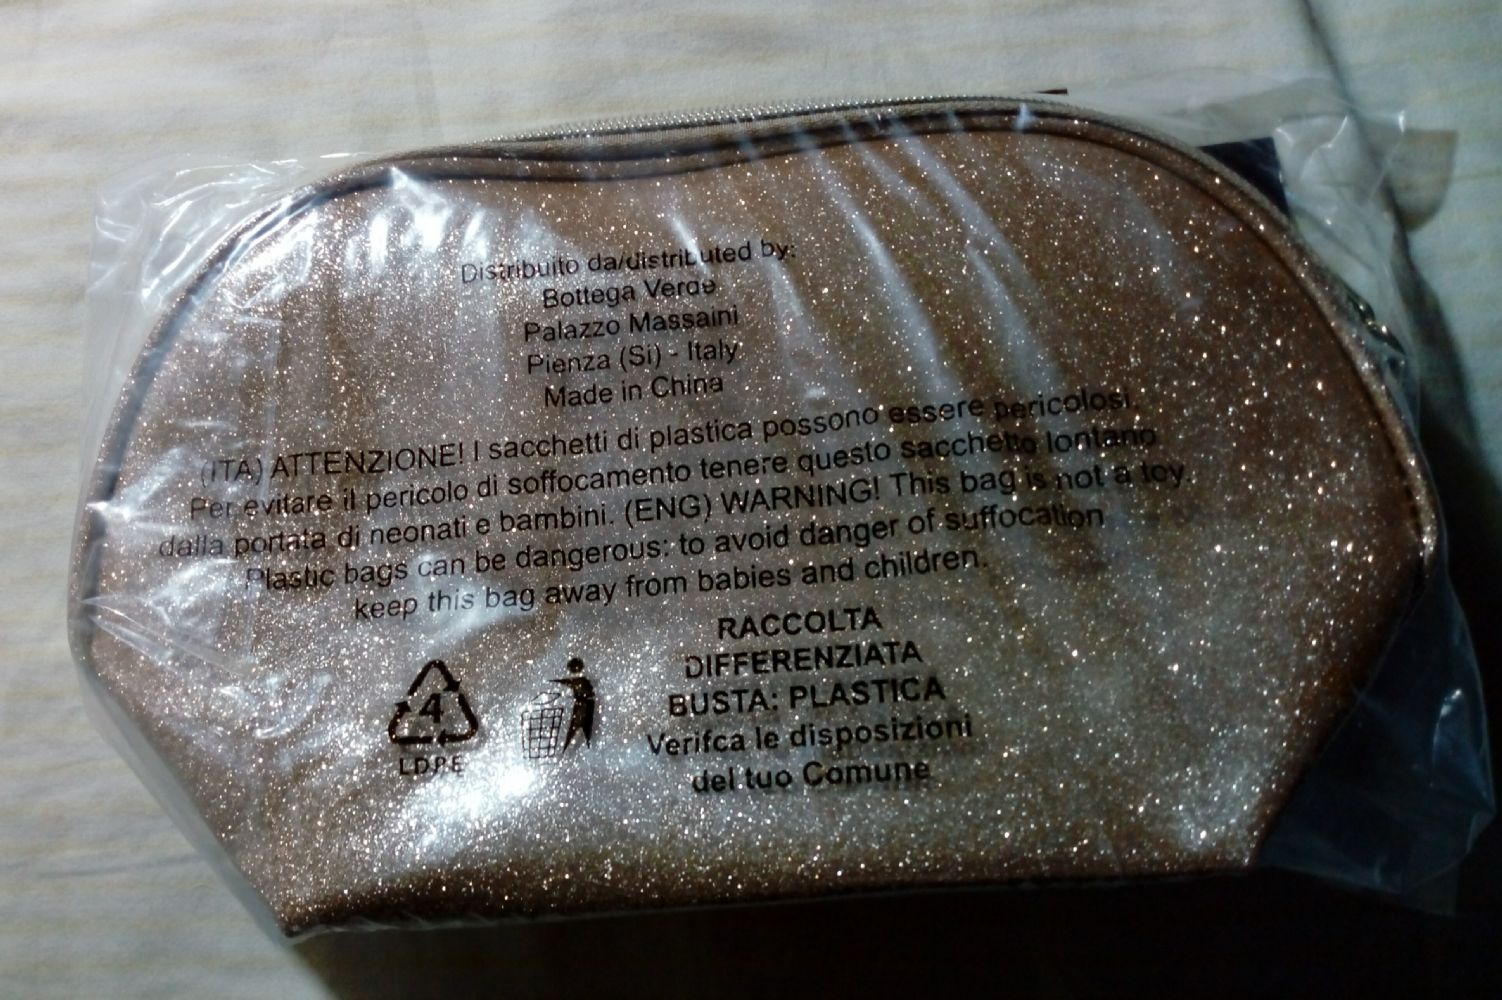 Distribuito da/distributed by:
Bottega Verde
Palazzo Massaini
Pienza (Si) - Italy
Made in China
(ITA) ATTENZIONE! I sacchetti di plastica possono essere pericolosi.
Per evitare il pericolo di soffocamento tenere questo sacchetto lontano
dalla portata di neonati e bambini. (ENG) WARNING! This bag is not a toy.
Plastic bags can be dangerous: to avoid danger of suffocation
keep this bag away from babies and children.
RACCOLTA
DIFFERENZIATA
BUSTA: PLASTICA
Verifca le disposizioni
del tuo Comune
4
LDPE